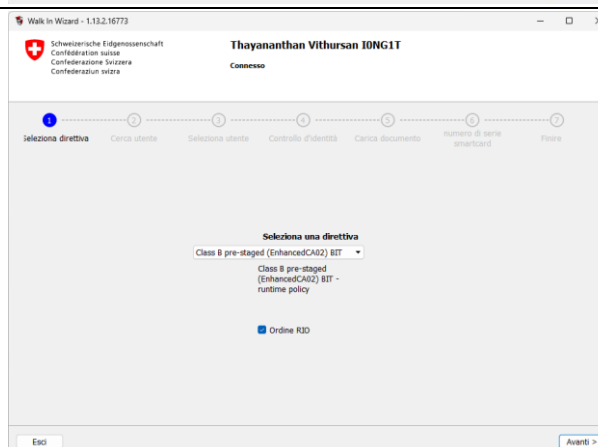 Walk In Wizard - 1.13.2.16773
Schweizerische Eidgenossenschaft
Confédération suisse
Confederazione Svizzera
Confederaziun svizra
Thayananthan Vithursan I0NG1T
Connesso
1
2
3
4
5
6
7
Seleziona direttiva
Cerca utente
Seleziona utente
Controllo d'identità
Carica documento
numero di serie
smartcard
Finire
Seleziona una direttiva
Class B pre-staged (EnhancedCA02) BIT
Class B pre-staged
(EnhancedCA02) BIT -
runtime policy
Ordine RIO
Esci
Avanti >